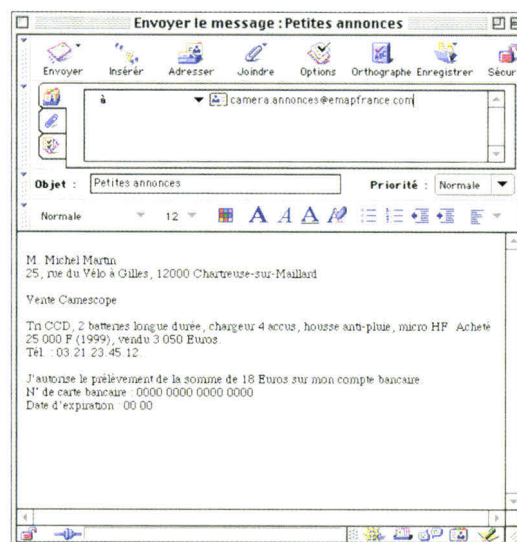 Envoyer le message : Petites annonces
Envoyer Insérer Adresser Joindre Options Orthographe Enregistrer Sécur
à camera.annonces@emapfrance.com
Objet : Petites annonces Priorité : Normale
Normale 12 A A A
M. Michel Martin
25, rue du Vélo à Gilles, 12000 Chartreuse-sur-Maillard
Vente Camescope
Tri CCD, 2 batteries longue durée, chargeur 4 accus, housse anti-pluie, micro HF Acheté
25 000 F (1999), vendu 3 050 Euros.
Tél. : 03.21.23.45.12.
J'autorise le prélèvement de la somme de 18 Euros sur mon compte bancaire.
N° de carte bancaire : 0000 0000 0000 0000
Date d'expiration : 00 00